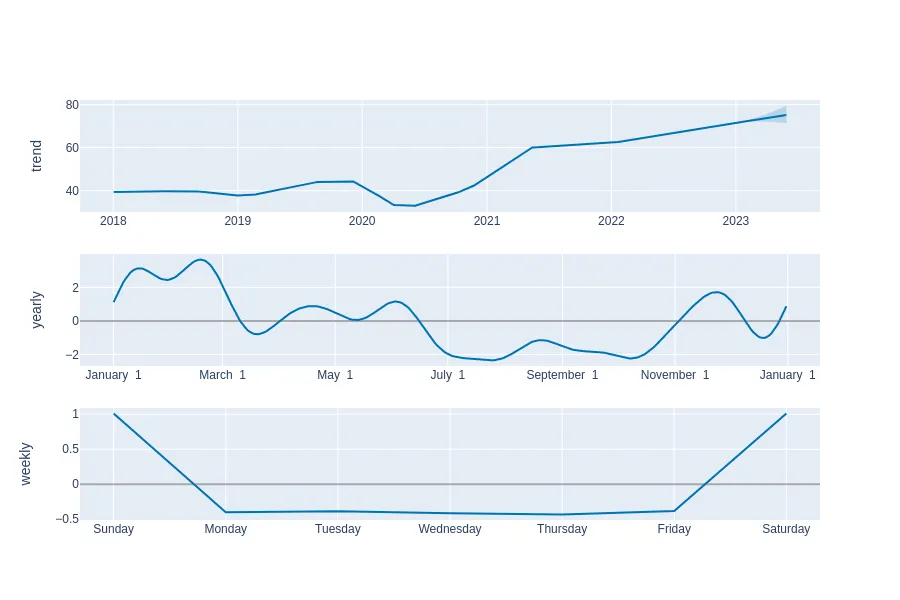 trend
80
60
40
2018 2019 2020 2021 2022 2023
yearly
2
0
−2
January 1 March 1 May 1 July 1 September 1 November 1 January 1
weekly
1
0.5
0
−0.5
Sunday Monday Tuesday Wednesday Thursday Friday Saturday